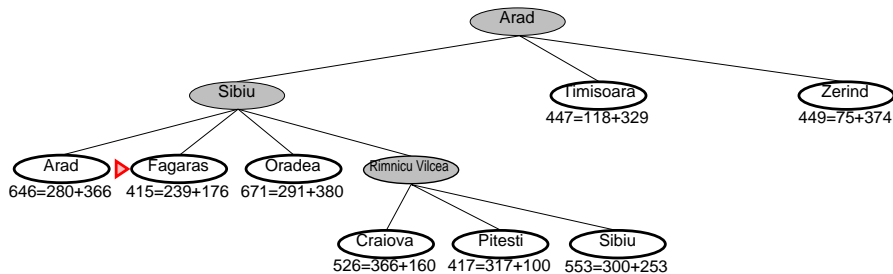 Arad
Sibiu Timisoara Zerind
447=118+329 449=75+374
Arad Fagaras Oradea Rimnicu Vilcea
646=280+366 415=239+176 671=291+380
Craiova Pitesti Sibiu
526=366+160 417=317+100 553=300+253